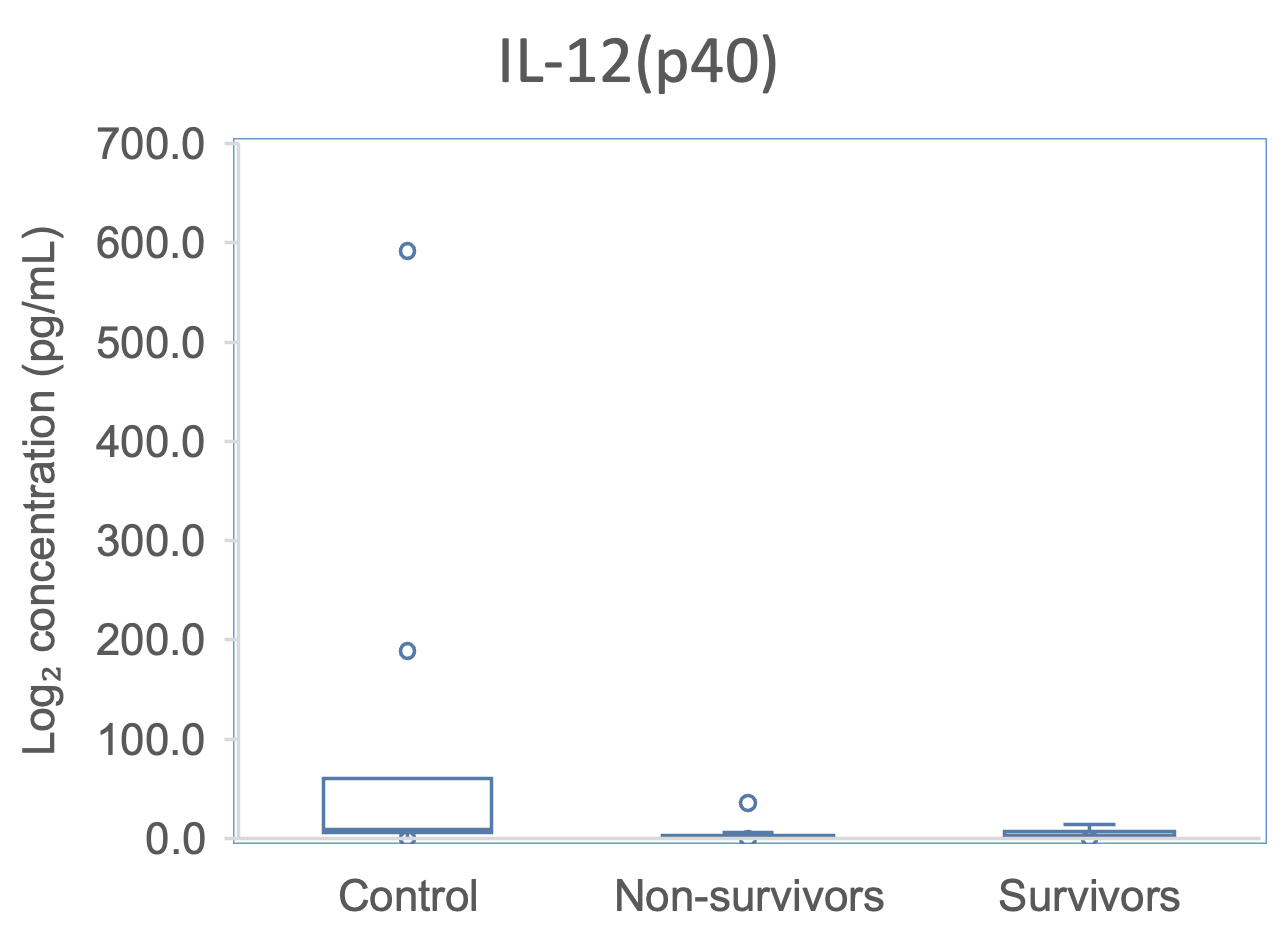 IL-12(p40)
Log₂ concentration (pg/mL)
700.0
600.0
500.0
400.0
300.0
200.0
100.0
0.0
Control
Non-survivors
Survivors